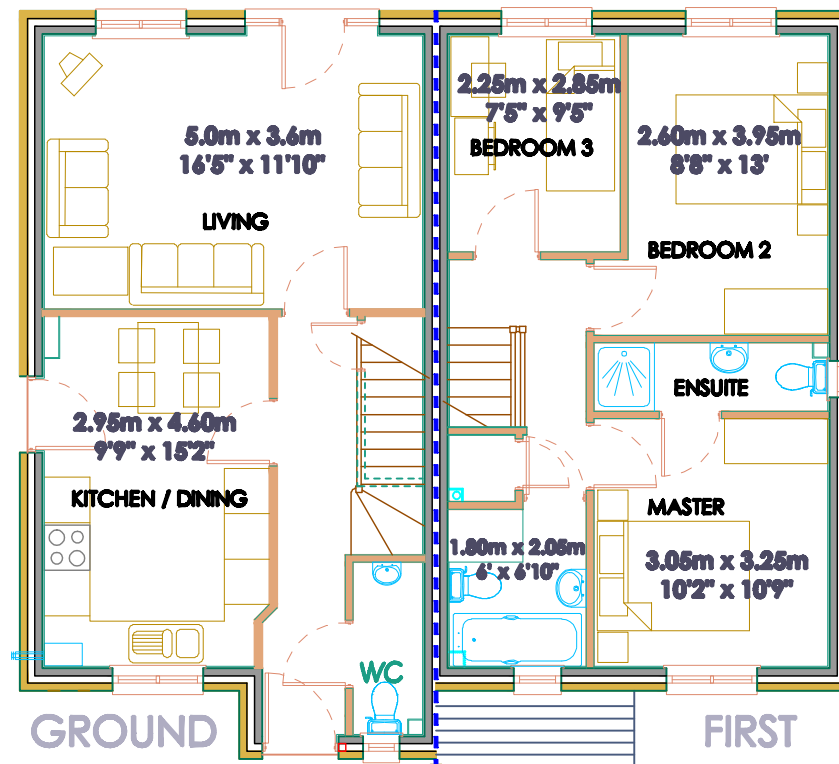 5.0m x 3.6m
16'5" x 11'10"
LIVING
2.25m x 2.85m
7'5" x 9'5"
BEDROOM 3
2.60m x 3.95m
8'8" x 13'
BEDROOM 2
ENSUITE
2.95m x 4.60m
9'9" x 15'2"
KITCHEN / DINING
MASTER
3.05m x 3.25m
10'2" x 10'9"
1.80m x 2.05m
6' x 6'10"
WC
GROUND
FIRST